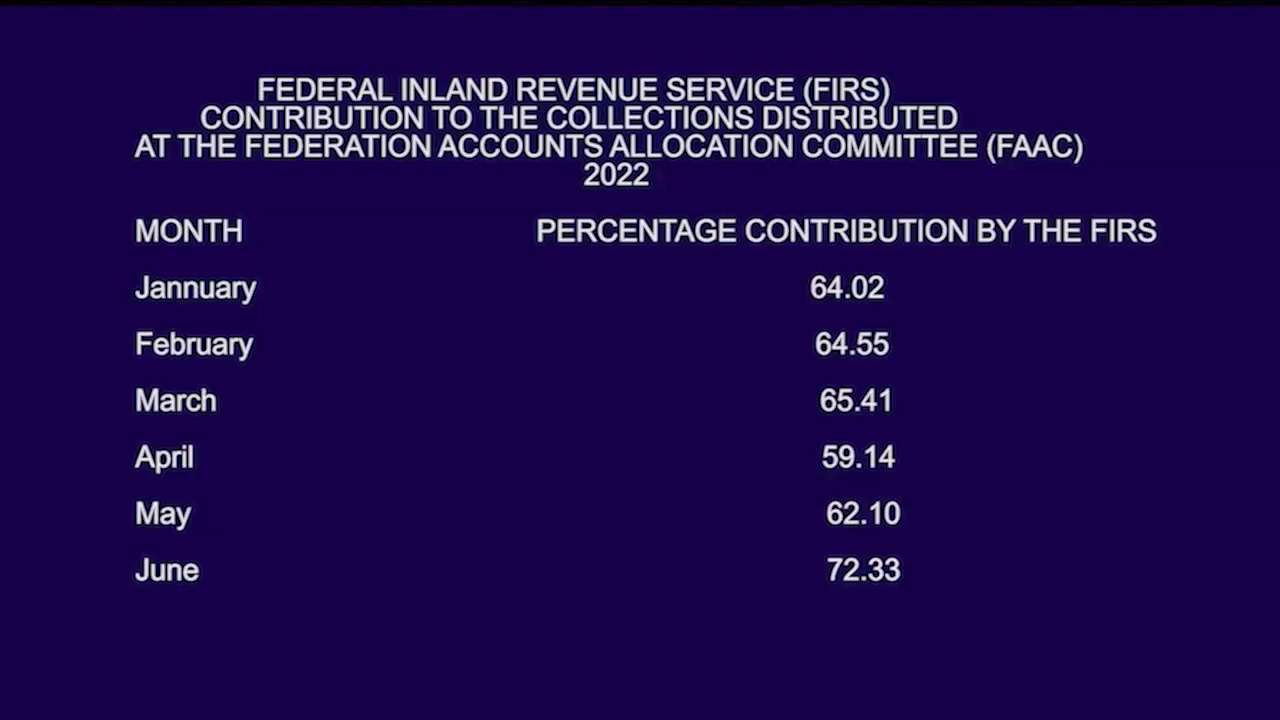 FEDERAL INLAND REVENUE SERVICE (FIRS)
CONTRIBUTION TO THE COLLECTIONS DISTRIBUTED
AT THE FEDERATION ACCOUNTS ALLOCATION COMMITTEE (FAAC)
2022
MONTH PERCENTAGE CONTRIBUTION BY THE FIRS
Jannuary 64.02
February 64.55
March 65.41
April 59.14
May 62.10
June 72.33